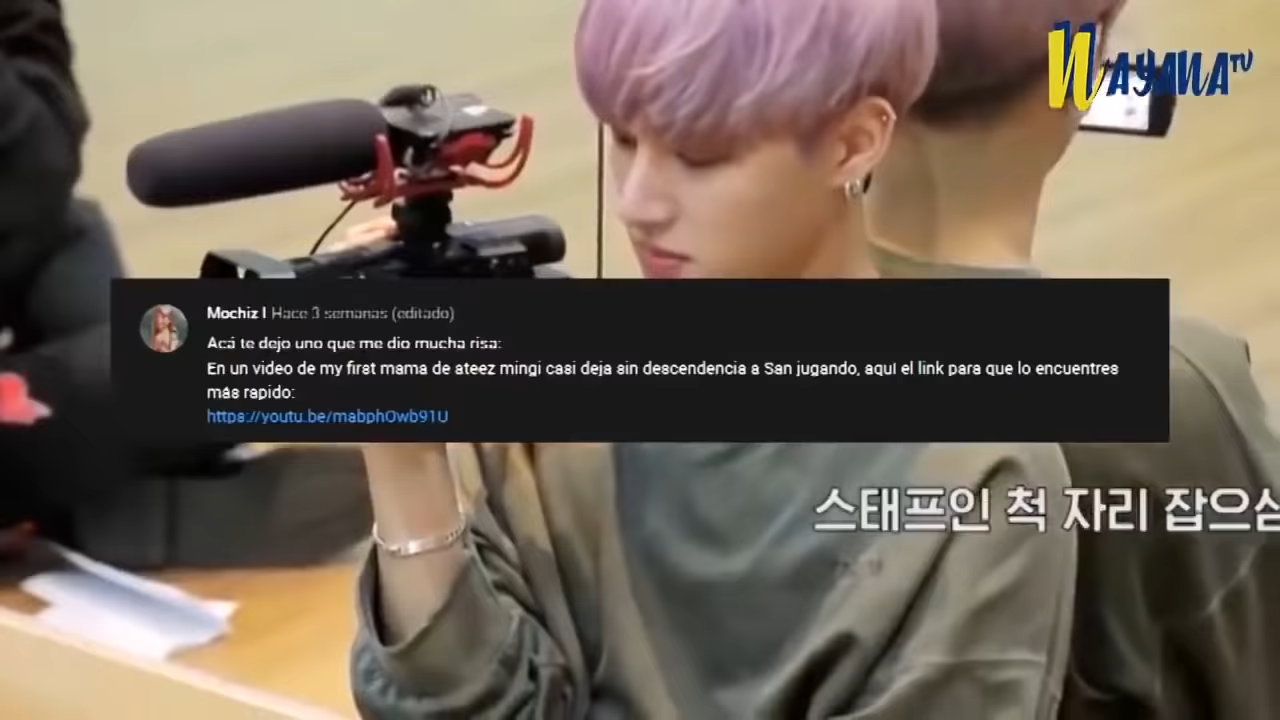 NAYANATV
Mochiz I Hace 3 semanas (editado)
Acá te dejo uno que me dio mucha risa:
En un video de my first mama de ateez mingi casi deja sin descendencia a San jugando, aquí el link para que lo encuentres
más rapido:
https://youtu.be/mabphOwb91U
스태프인 척 자리 잡으심